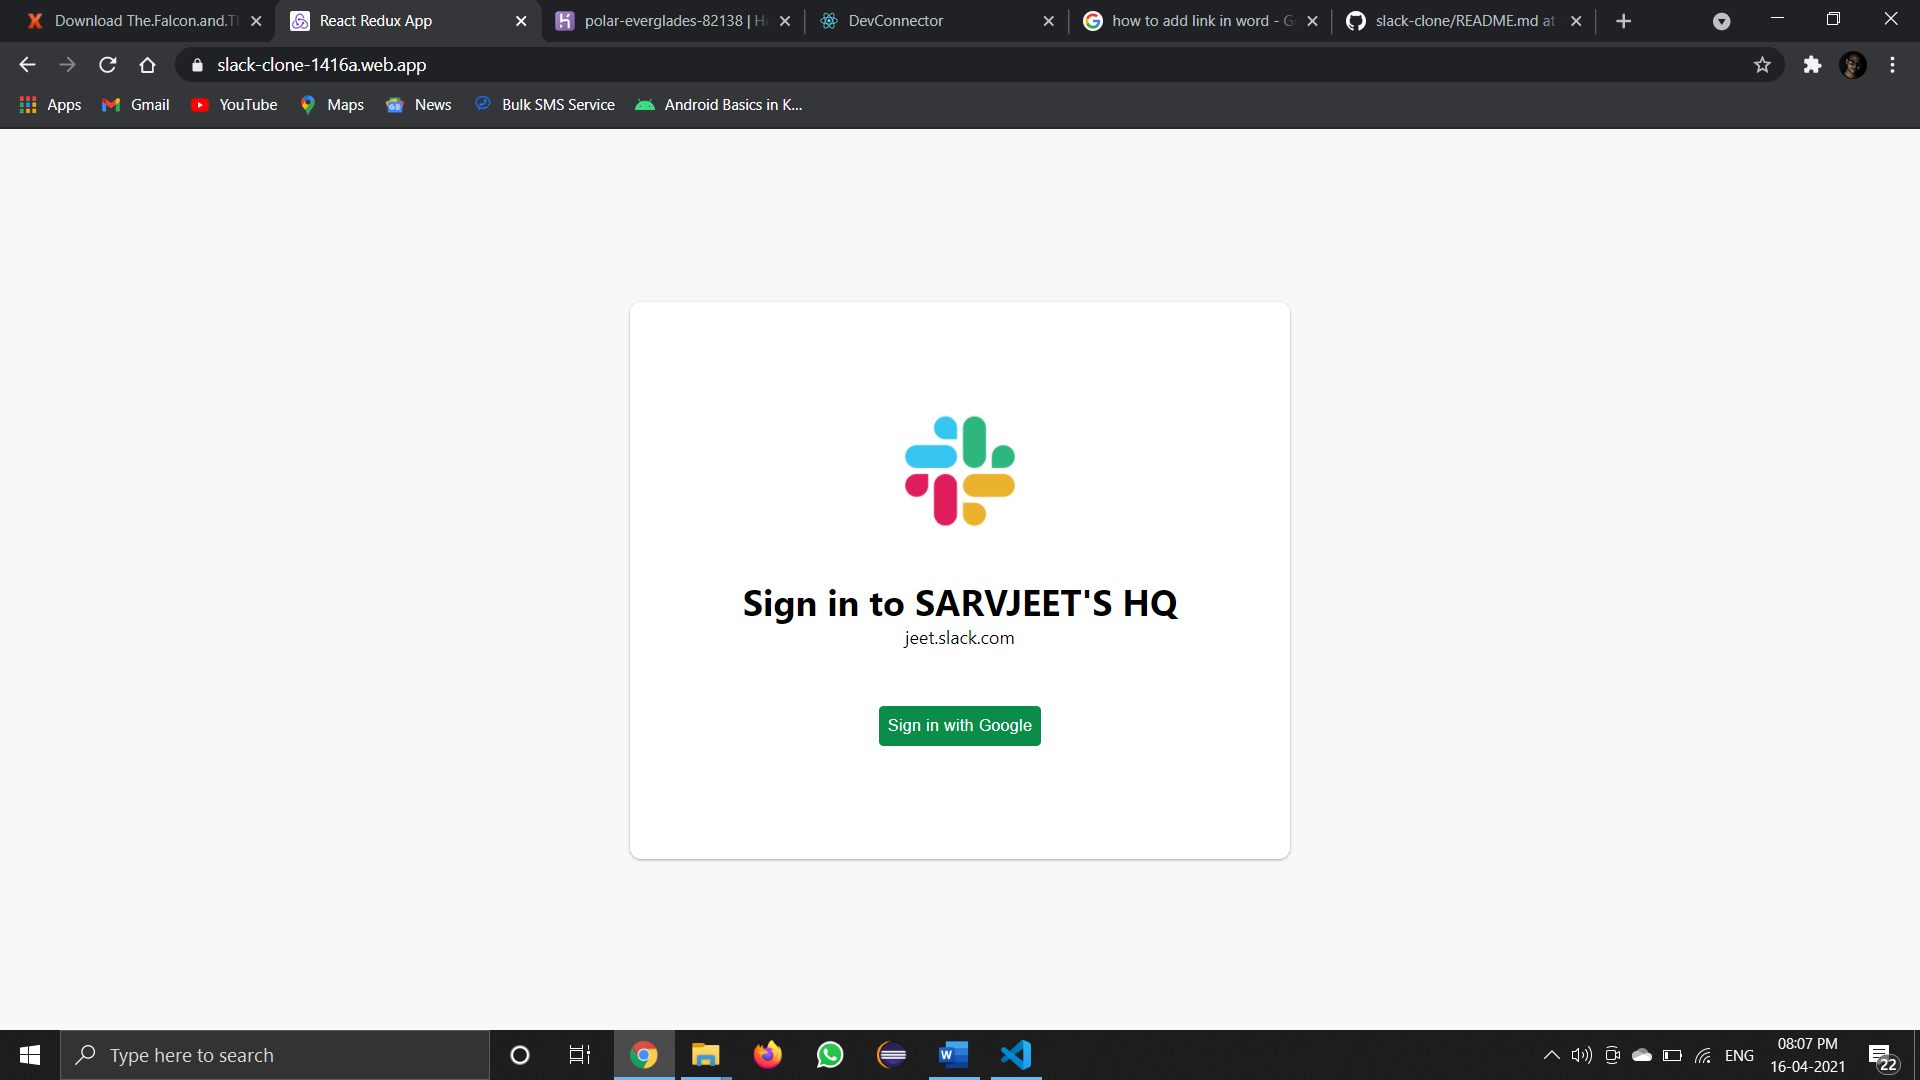 Download The.Falcon.and.T
React Redux App
polar-everglades-82138 | H
DevConnector
how to add link in word - G
slack-clone/README.md at
slack-clone-1416a.web.app
Apps
Gmail
YouTube
Maps
News
Bulk SMS Service
Android Basics in K...
Sign in to SARVJEET'S HQ
jeet.slack.com
Sign in with Google
Type here to search
ENG
08:07 PM
16-04-2021
22